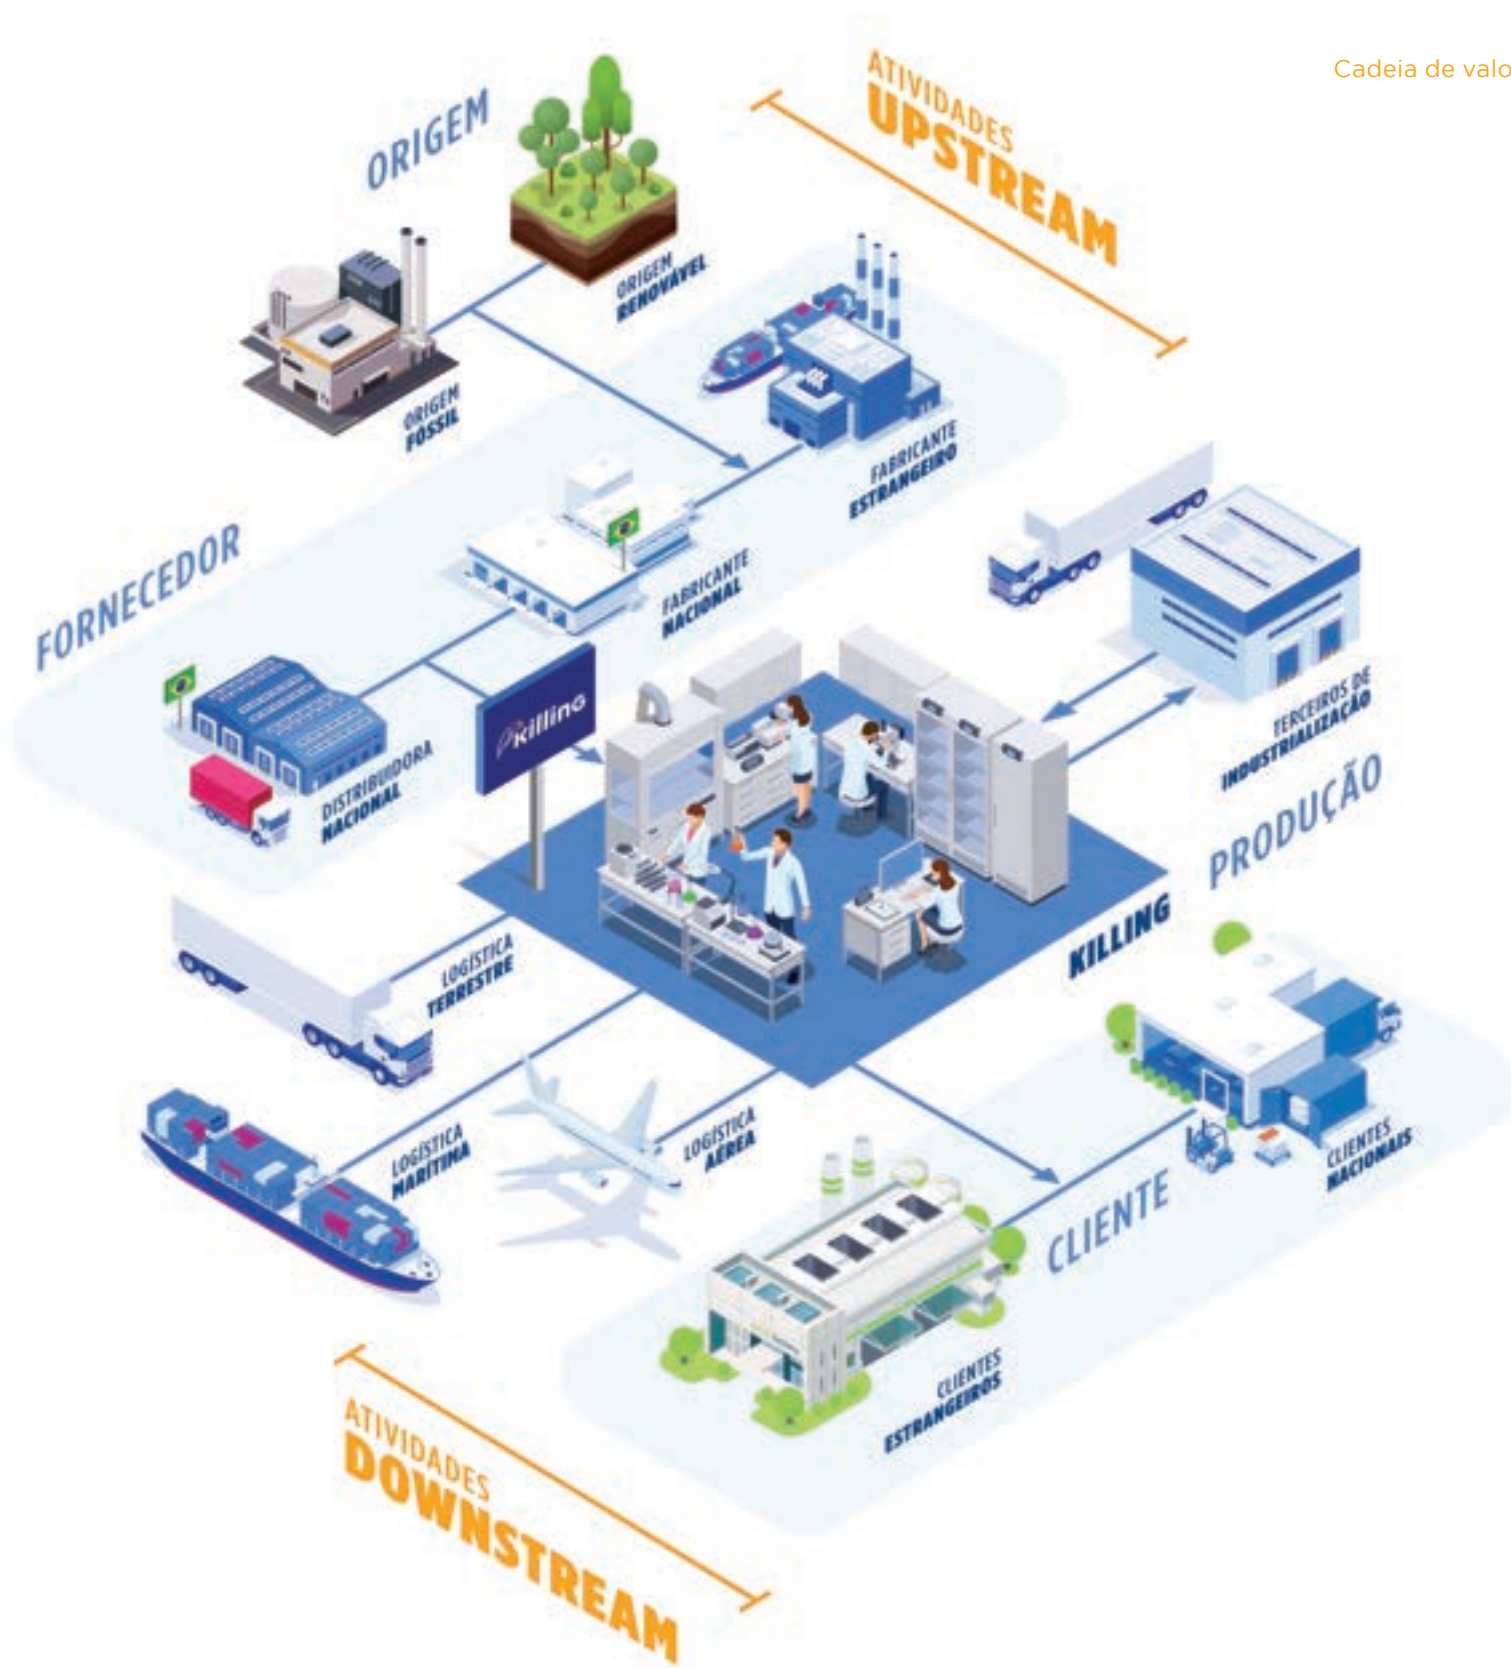 Cadeia de valo
ATIVIDADES
UPSTREAM
ORIGEM
ORIGEM
RENOVÁVEL
ORIGEM
FÓSSIL
FABRICANTE
ESTRANGEIRO
FORNECEDOR
FABRICANTE
NACIONAL
killing
DISTRIBUIDORA
NACIONAL
TERCEIROS DE
INDUSTRIALIZAÇÃO
PRODUÇÃO
KILLING
LOGÍSTICA
TERRESTRE
LOGÍSTICA
MARÍTIMA
LOGÍSTICA
AÉREA
CLIENTES
NACIONAIS
CLIENTE
CLIENTES
ESTRANGEIROS
ATIVIDADES
DOWNSTREAM